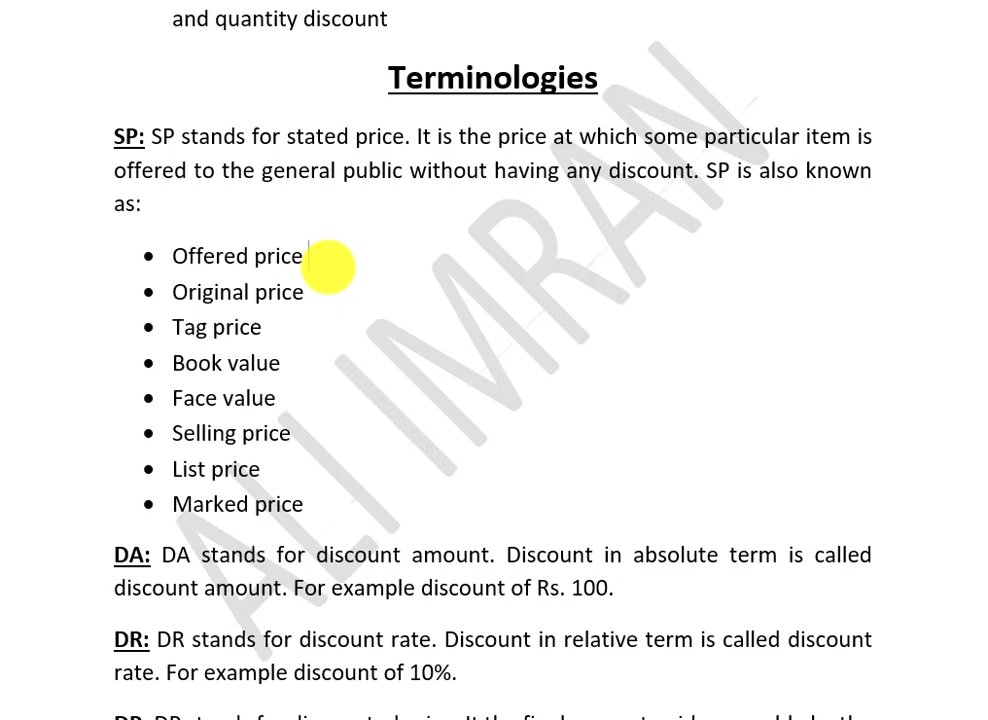 and quantity discount
Terminologies
SP: SP stands for stated price. It is the price at which some particular item is
offered to the general public without having any discount. SP is also known
as:
• Offered price
• Original price
• Tag price
• Book value
• Face value
• Selling price
• List price
• Marked price
DA: DA stands for discount amount. Discount in absolute term is called
discount amount. For example discount of Rs. 100.
DR: DR stands for discount rate. Discount in relative term is called discount
rate. For example discount of 10%.
ALI IMRAN